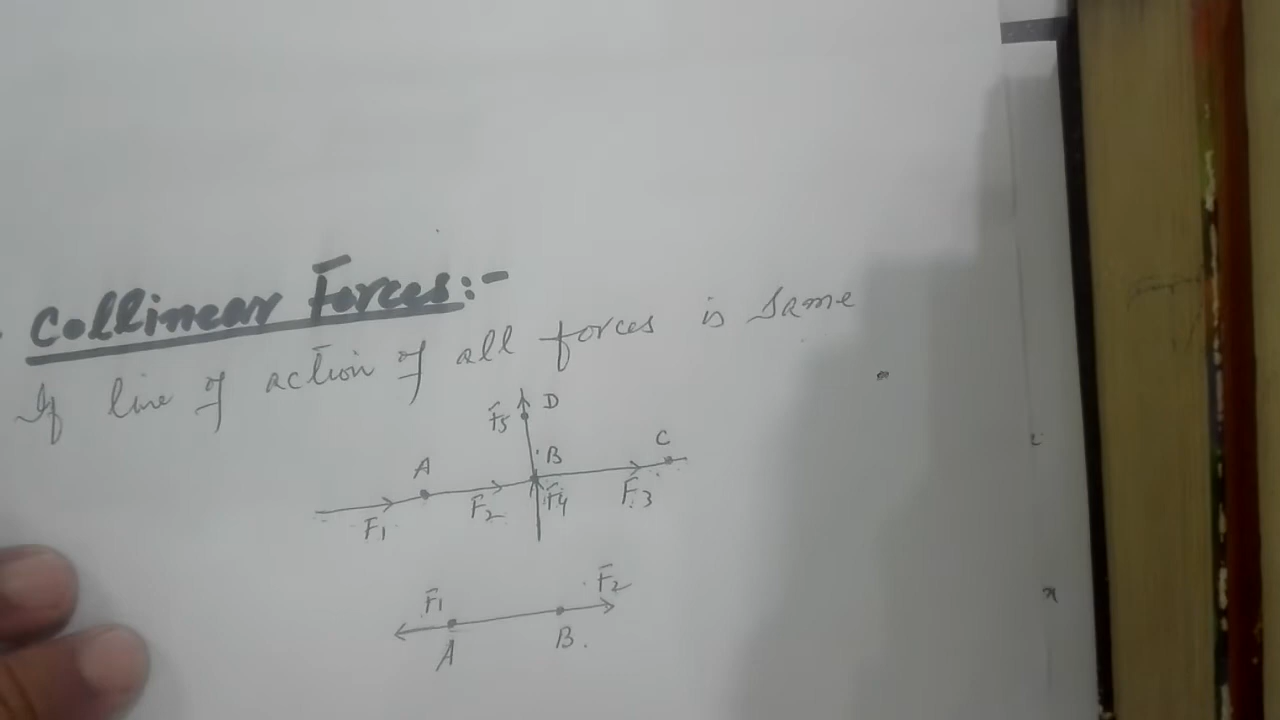 Collinear Forces:-
If line of action of all forces is same
F5 D
A B C
F1 F2 F4 F3
F1 F2
A B.